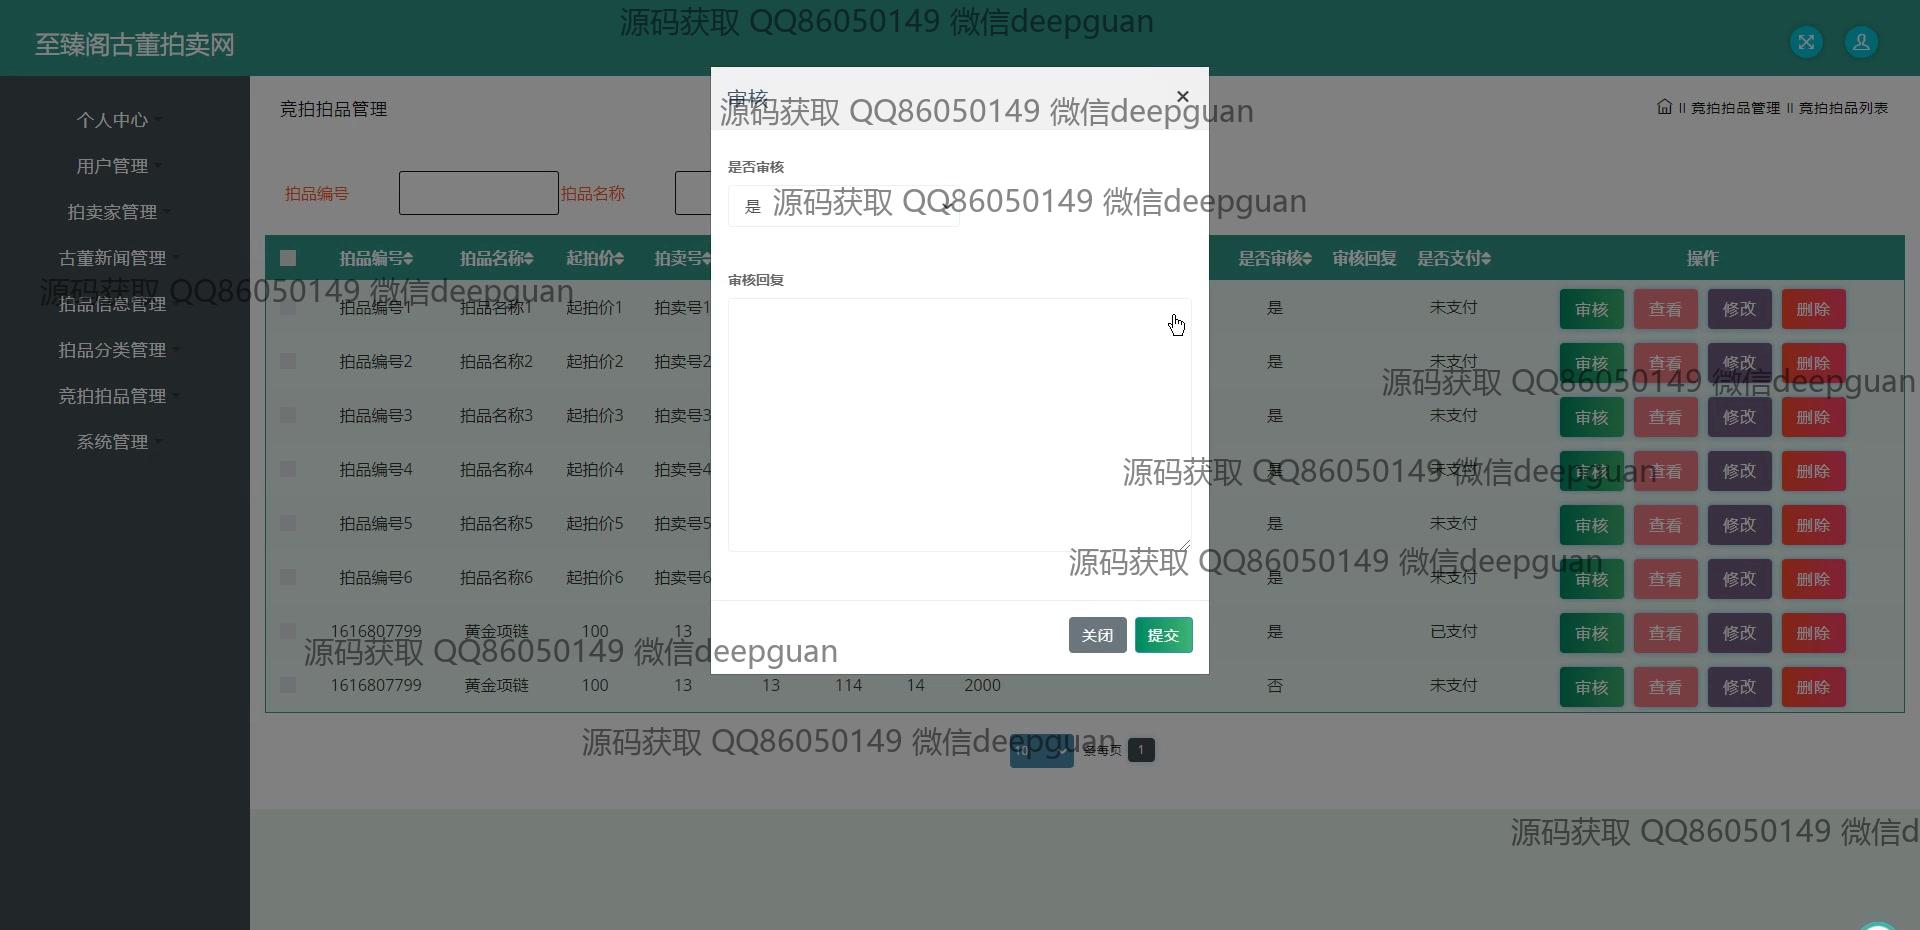 源码获取 QQ86050149 微信deepguan
至臻阁古董拍卖网
个人中心
用户管理
拍卖家管理
古董新闻管理
拍品信息管理
拍品分类管理
竞拍拍品管理
系统管理
源码获取 QQ86050149 微信deepguan
竞拍拍品管理
竞拍拍品管理 II 竞拍拍品列表
拍品编号 拍品名称
拍品编号 拍品名称 起拍价 拍卖号 是否审核 审核回复 是否支付 操作
拍品编号1 拍品名称1 起拍价1 拍卖号1 是 未支付 审核 查看 修改 删除
拍品编号2 拍品名称2 起拍价2 拍卖号2 是 未支付 审核 查看 修改 删除
源码获取 QQ86050149 微信deepguan
拍品编号3 拍品名称3 起拍价3 拍卖号3 是 未支付 审核 查看 修改 删除
拍品编号4 拍品名称4 起拍价4 拍卖号4 是 未支付 审核 查看 修改 删除
源码获取 QQ86050149 微信deepguan
拍品编号5 拍品名称5 起拍价5 拍卖号5 是 未支付 审核 查看 修改 删除
源码获取 QQ86050149 微信deepguan
拍品编号6 拍品名称6 起拍价6 拍卖号6 是 未支付 审核 查看 修改 删除
1616807799 黄金项链 100 13 是 已支付 审核 查看 修改 删除
源码获取 QQ86050149 微信deepguan
1616807799 黄金项链 100 13 13 114 14 2000 否 未支付 审核 查看 修改 删除
源码获取 QQ86050149 微信deepguan
10 条每页 1
源码获取 QQ86050149 微信d
审核 ×
源码获取 QQ86050149 微信deepguan
是否审核
是
源码获取 QQ86050149 微信deepguan
审核回复
关闭 提交